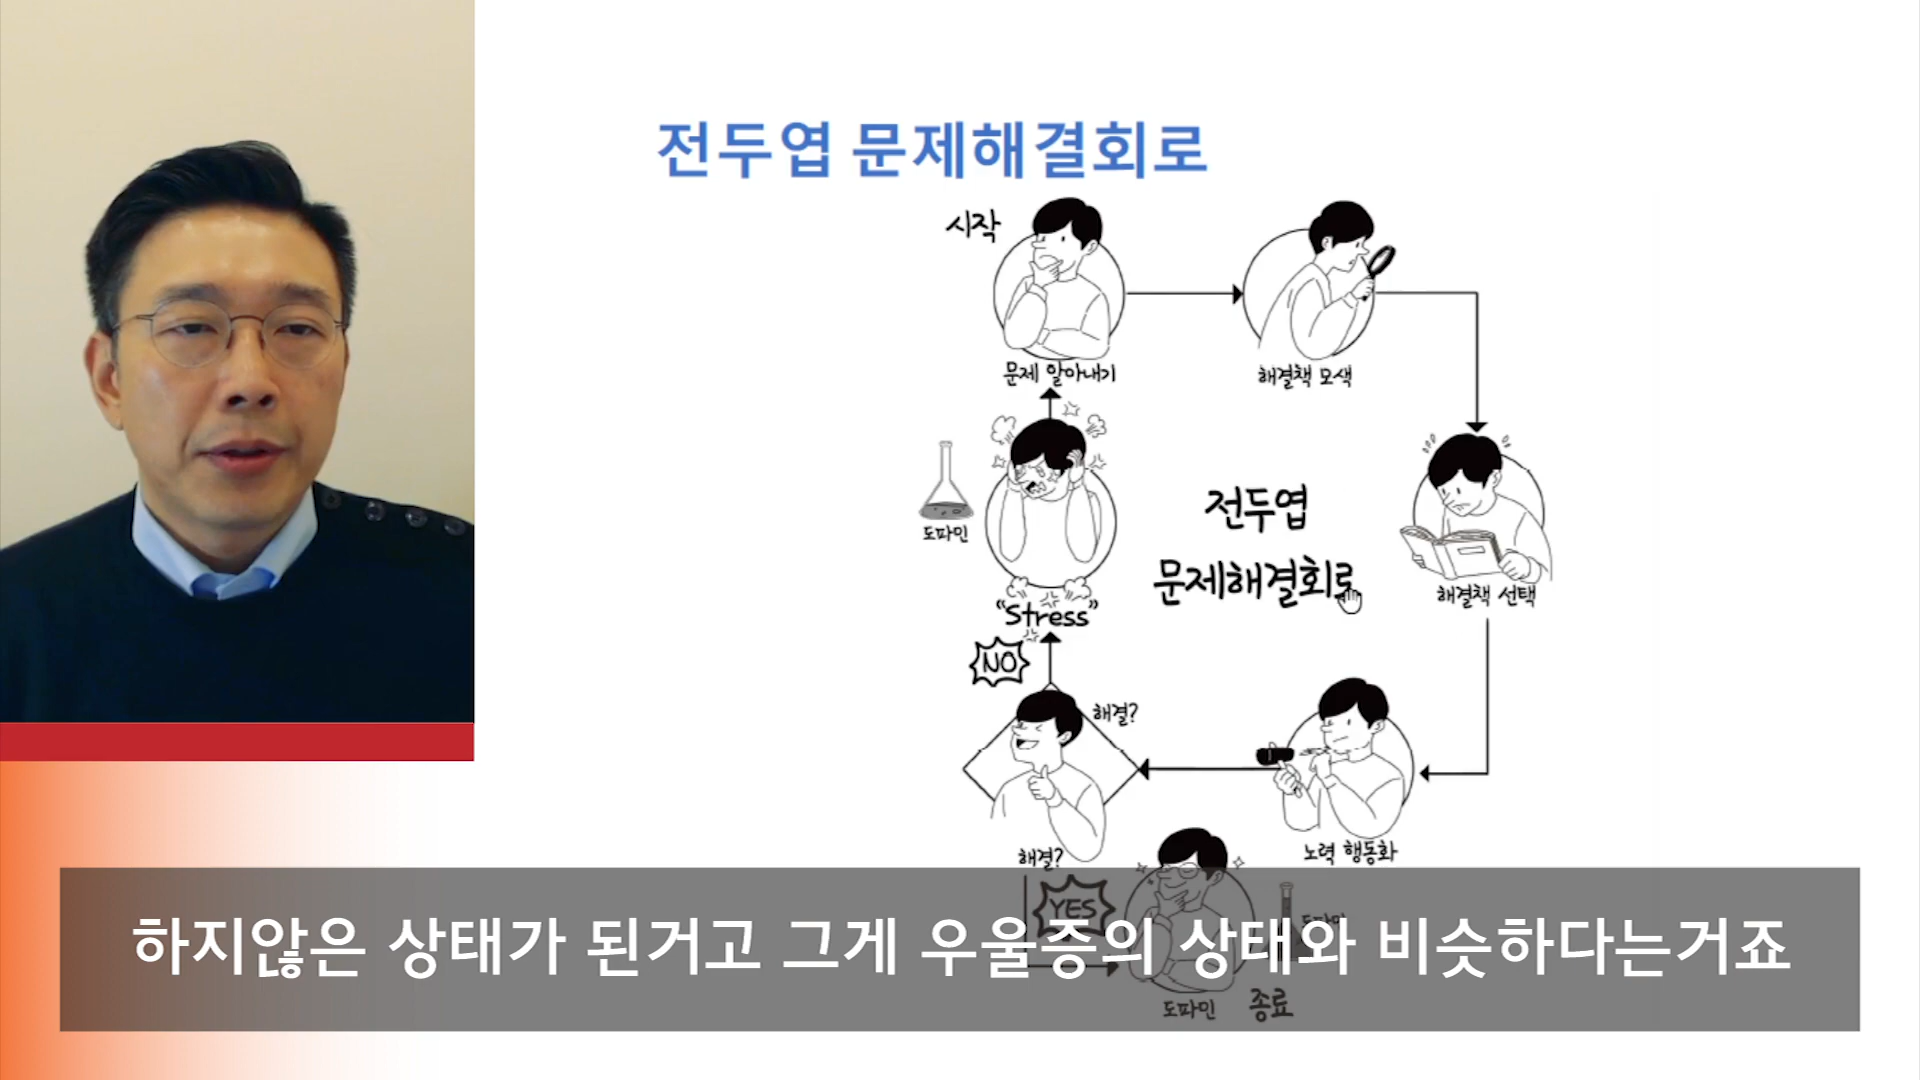 전두엽 문제해결회로
시작
문제 알아내기
해결책 모색
도파민
"Stress"
전두엽
문제해결회로
해결책 선택
NO
해결?
노력 행동화
해결?
YES
도파민
하지않은 상태가 된거고 그게 우울증의 상태와 비슷하다는거죠
도파민
종료